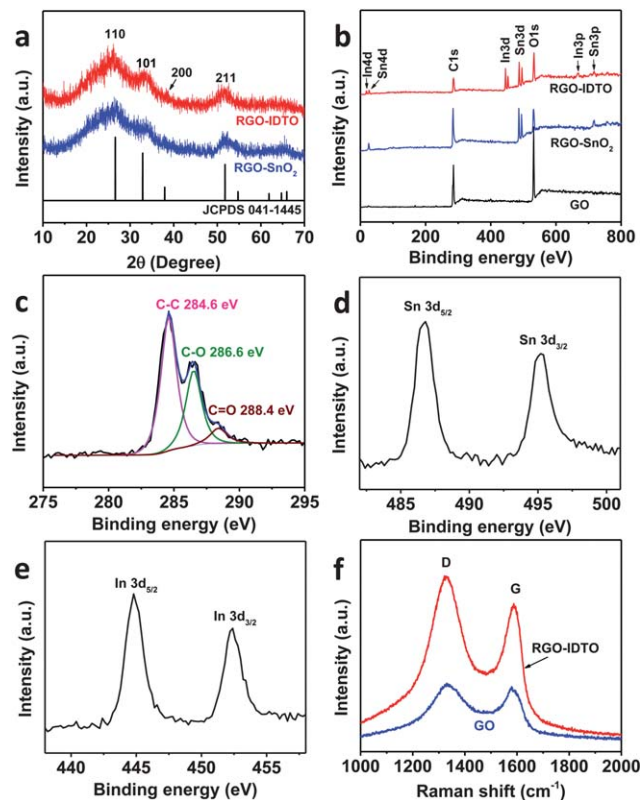 a
110
101
200
211
RGO-IDTO
RGO-SnO₂
JCPDS 041-1445
10 20 30 40 50 60 70
2θ (Degree)
Intensity (a.u.)
b
In4d
Sn4d
C1s
In3d
Sn3d
O1s
In3p
Sn3p
RGO-IDTO
RGO-SnO₂
GO
0 200 400 600 800
Binding energy (eV)
Intensity (a.u.)
c
C-C 284.6 eV
C-O 286.6 eV
C=O 288.4 eV
275 280 285 290 295
Binding energy (eV)
Intensity (a.u.)
d
Sn 3d₅/₂
Sn 3d₃/₂
485 490 495 500
Binding energy (eV)
Intensity (a.u.)
e
In 3d₅/₂
In 3d₃/₂
440 445 450 455
Binding energy (eV)
Intensity (a.u.)
f
D
G
RGO-IDTO
GO
1000 1200 1400 1600 1800 2000
Raman shift (cm⁻¹)
Intensity (a.u.)